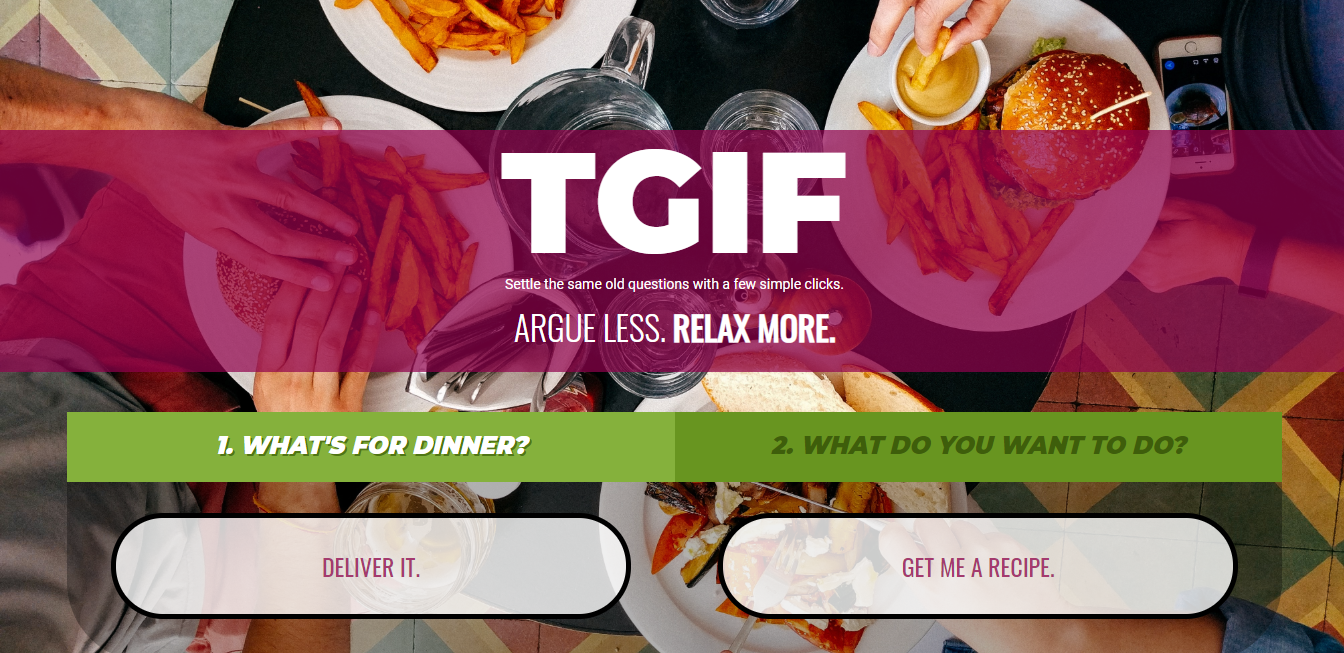 TGIF
Settle the same old questions with a few simple clicks.
ARGUE LESS. RELAX MORE.
1. WHAT'S FOR DINNER?
2. WHAT DO YOU WANT TO DO?
DELIVER IT.
GET ME A RECIPE.